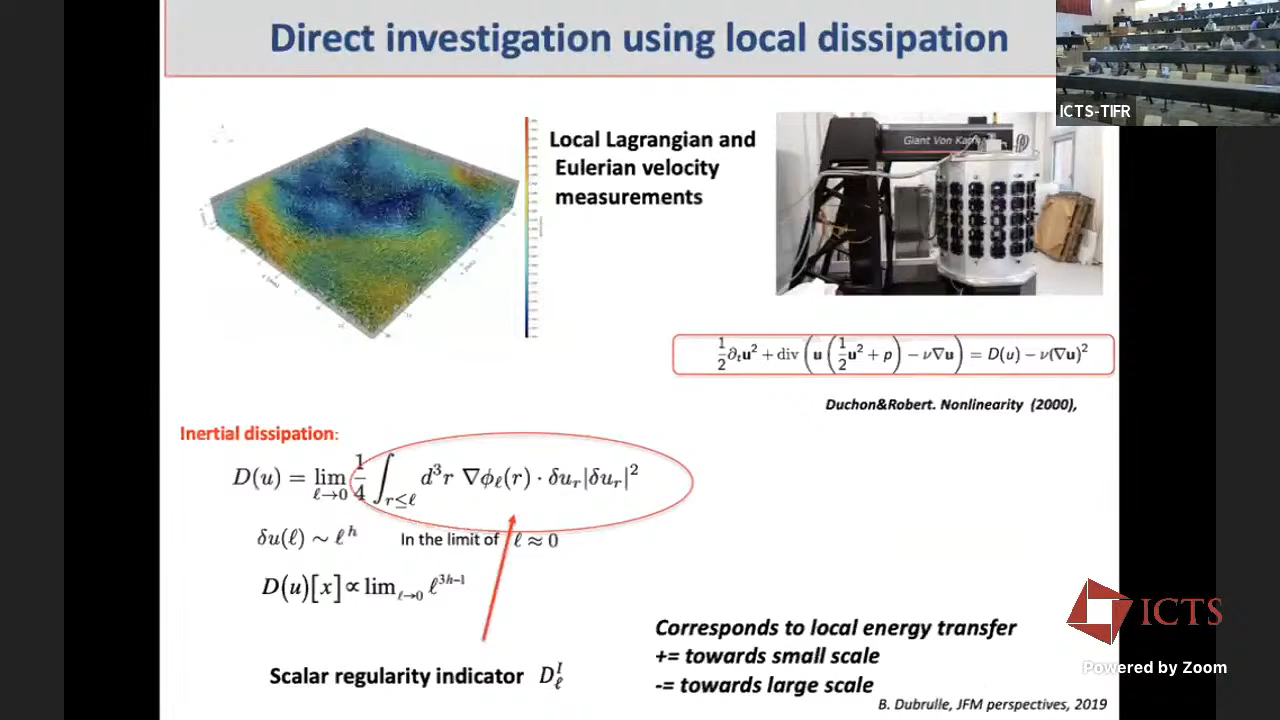 Direct investigation using local dissipation
ICTS-TIFR
Local Lagrangian and
Eulerian velocity
measurements
Giant Von
½∂ₜu² + div(u(½u² + p) − ν∇u) = D(u) − ν(∇u)²
Duchon&Robert. Nonlinearity (2000),
Inertial dissipation:
D(u) = lim_{ℓ→0} ¼ ∫_{r≤ℓ} d³r ∇ϕ_ℓ(r) · δu_r|δu_r|²
δu(ℓ) ∼ ℓ^h In the limit of ℓ ≈ 0
D(u)[x] ∝ lim_{ℓ→0} ℓ^{3h−1}
Scalar regularity indicator D_ℓ^I
Corresponds to local energy transfer
+= towards small scale
-= towards large scale
B. Dubrulle, JFM perspectives, 2019
ICTS
Powered by Zoom